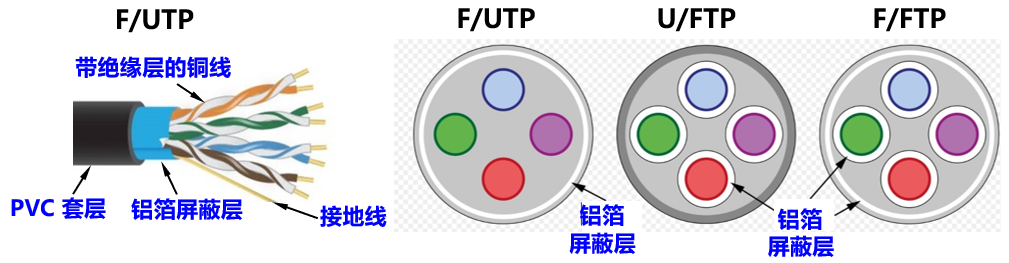 F/UTP
带绝缘层的铜线
PVC 套层
铝箔屏蔽层
接地线
F/UTP
U/FTP
F/FTP
铝箔
屏蔽层
铝箔
屏蔽层